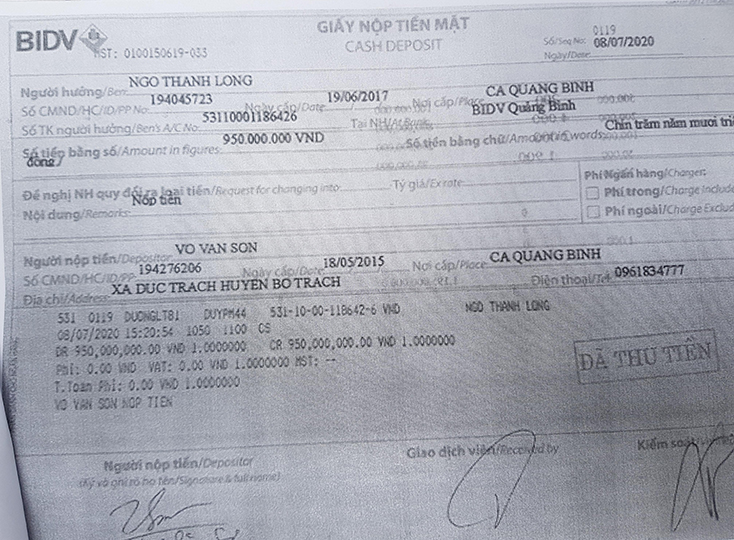 BIDV
MST: 0100150619-033
GIẤY NỘP TIỀN MẶT
CASH DEPOSIT
0119
Số/Seq No: 08/07/2020
Ngày/Date
Người hưởng/Ben: NGO THANH LONG
Số CMND/HC/ID/PP No: 194045723 Ngày cấp/Date 19/06/2017 Nơi cấp/Place CA QUANG BINH
Số TK người hưởng/Ben's A/C No: 53110001186426 Tại NH/At Bank BIDV Quảng Bình
Số tiền bằng số/Amount in figures: 950.000.000 VND Số tiền bằng chữ/Amount in words: Chín trăm năm mươi
đồng/
Đề nghị NH quy đổi ra loại tiền/Request for changing into: Tỷ giá/Ex rate
Nội dung/Remarks: Nop tien
Phí Ngân hàng/Charges:
Phí trong/Charge Include
Phí ngoài/Charge Exclud
Người nộp tiền/Depositor VO VAN SON
Số CMND/HC/ID/PP 194276206 Ngày cấp/Date 18/05/2015 Nơi cấp/Place CA QUANG BINH
Địa chỉ/Address: XA DUC TRACH HUYEN BO TRACH Điện thoại/Tel: 0961834777
531 0119 DUONGLT81 DUYPM44 531-10-00-118642-6 VND NGO THANH LONG
08/07/2020 15:20:54 1050 1100 CS
DR 950,000,000.00 VND 1.0000000 CR 950,000,000.00 VND 1.0000000
Phi: 0.00 VND VAT: 0.00 VND 1.0000000 MST: --
T.Toan Phi: 0.00 VND 1.0000000
VO VAN SON NOP TIEN
ĐÃ THU TIỀN
Người nộp tiền/Depositor
(Ký và ghi rõ họ tên/Signature & full name)
Giao dịch viên/Received by
Kiểm soát